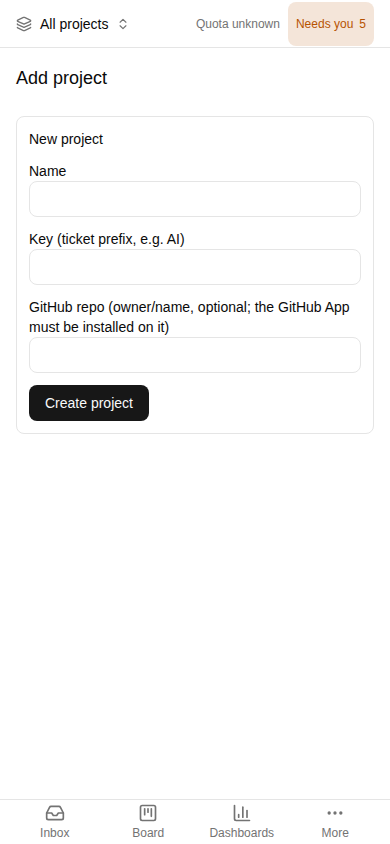 All projects
Quota unknown
Needs you 5
Add project
New project
Name
Key (ticket prefix, e.g. AI)
GitHub repo (owner/name, optional; the GitHub App
must be installed on it)
Create project
Inbox
Board
Dashboards
More